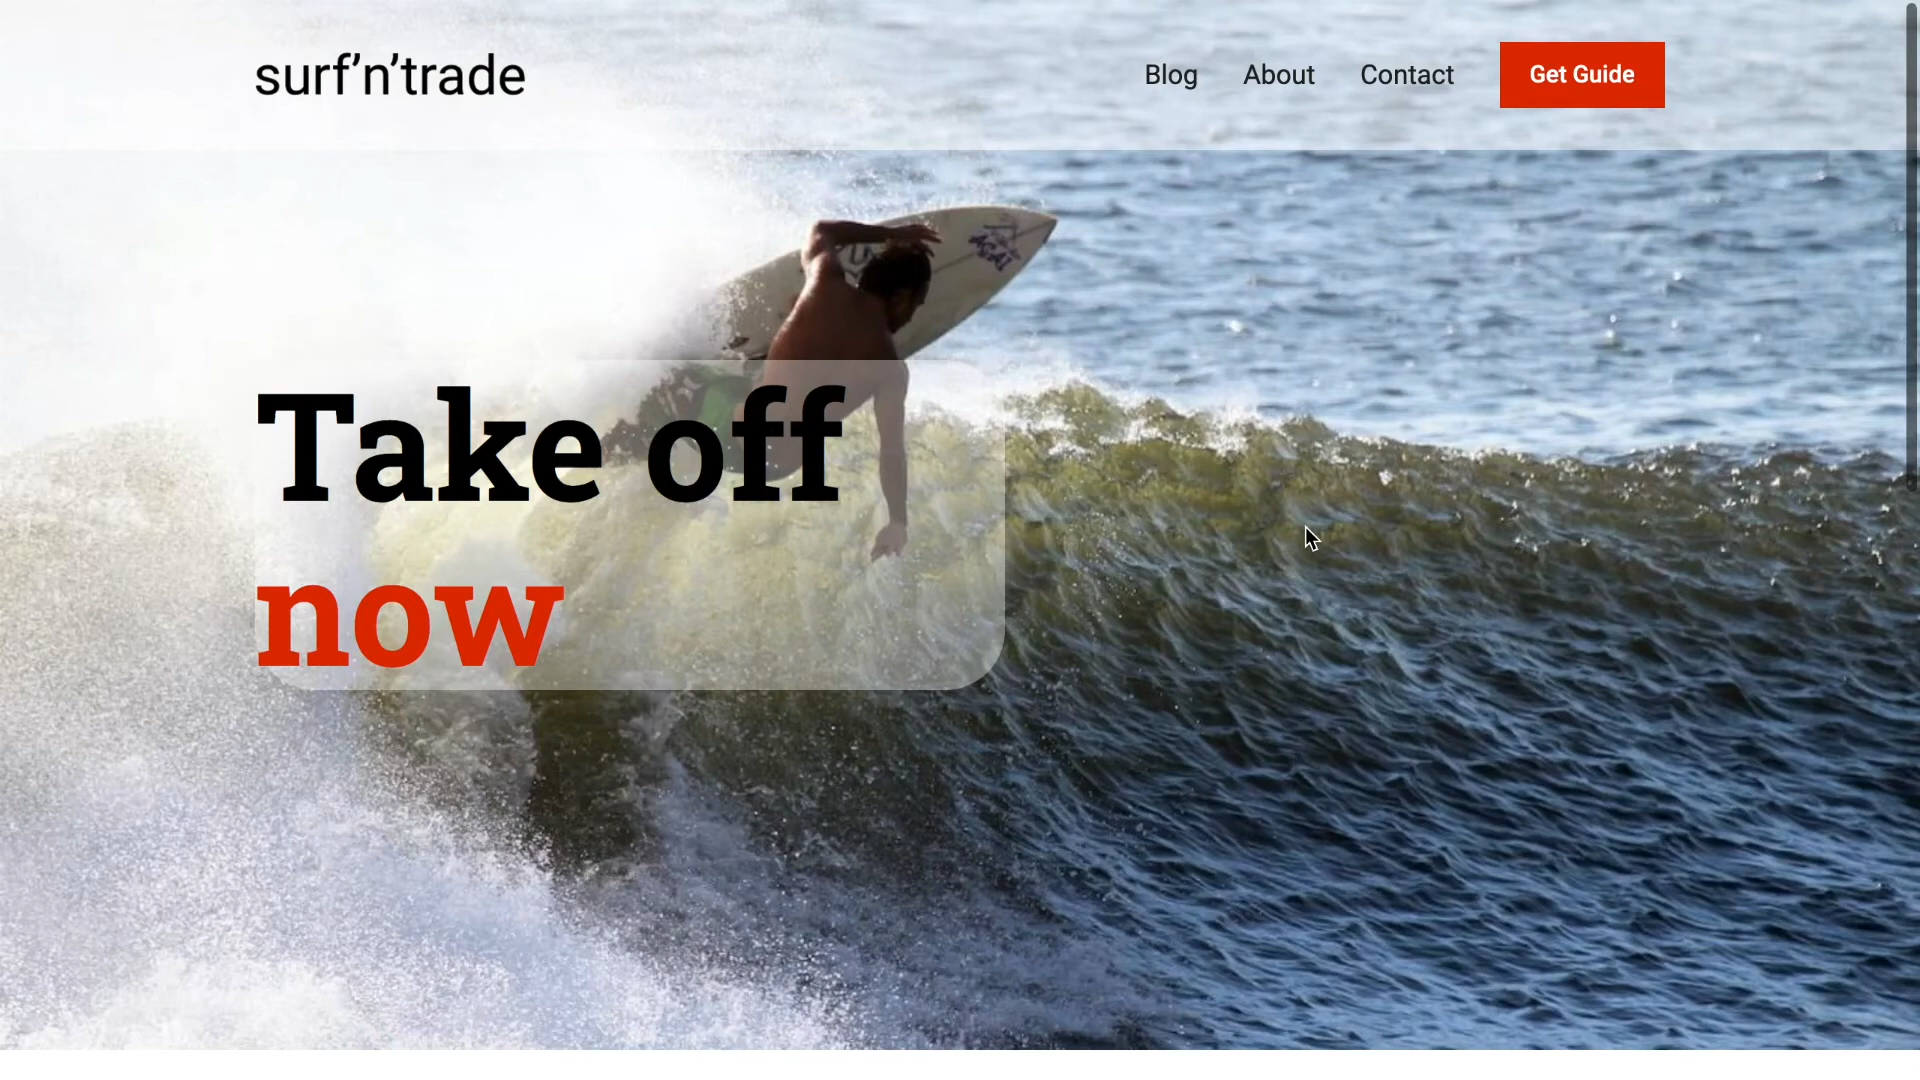 surf’n’trade
Blog
About
Contact
Get Guide
Take off
now